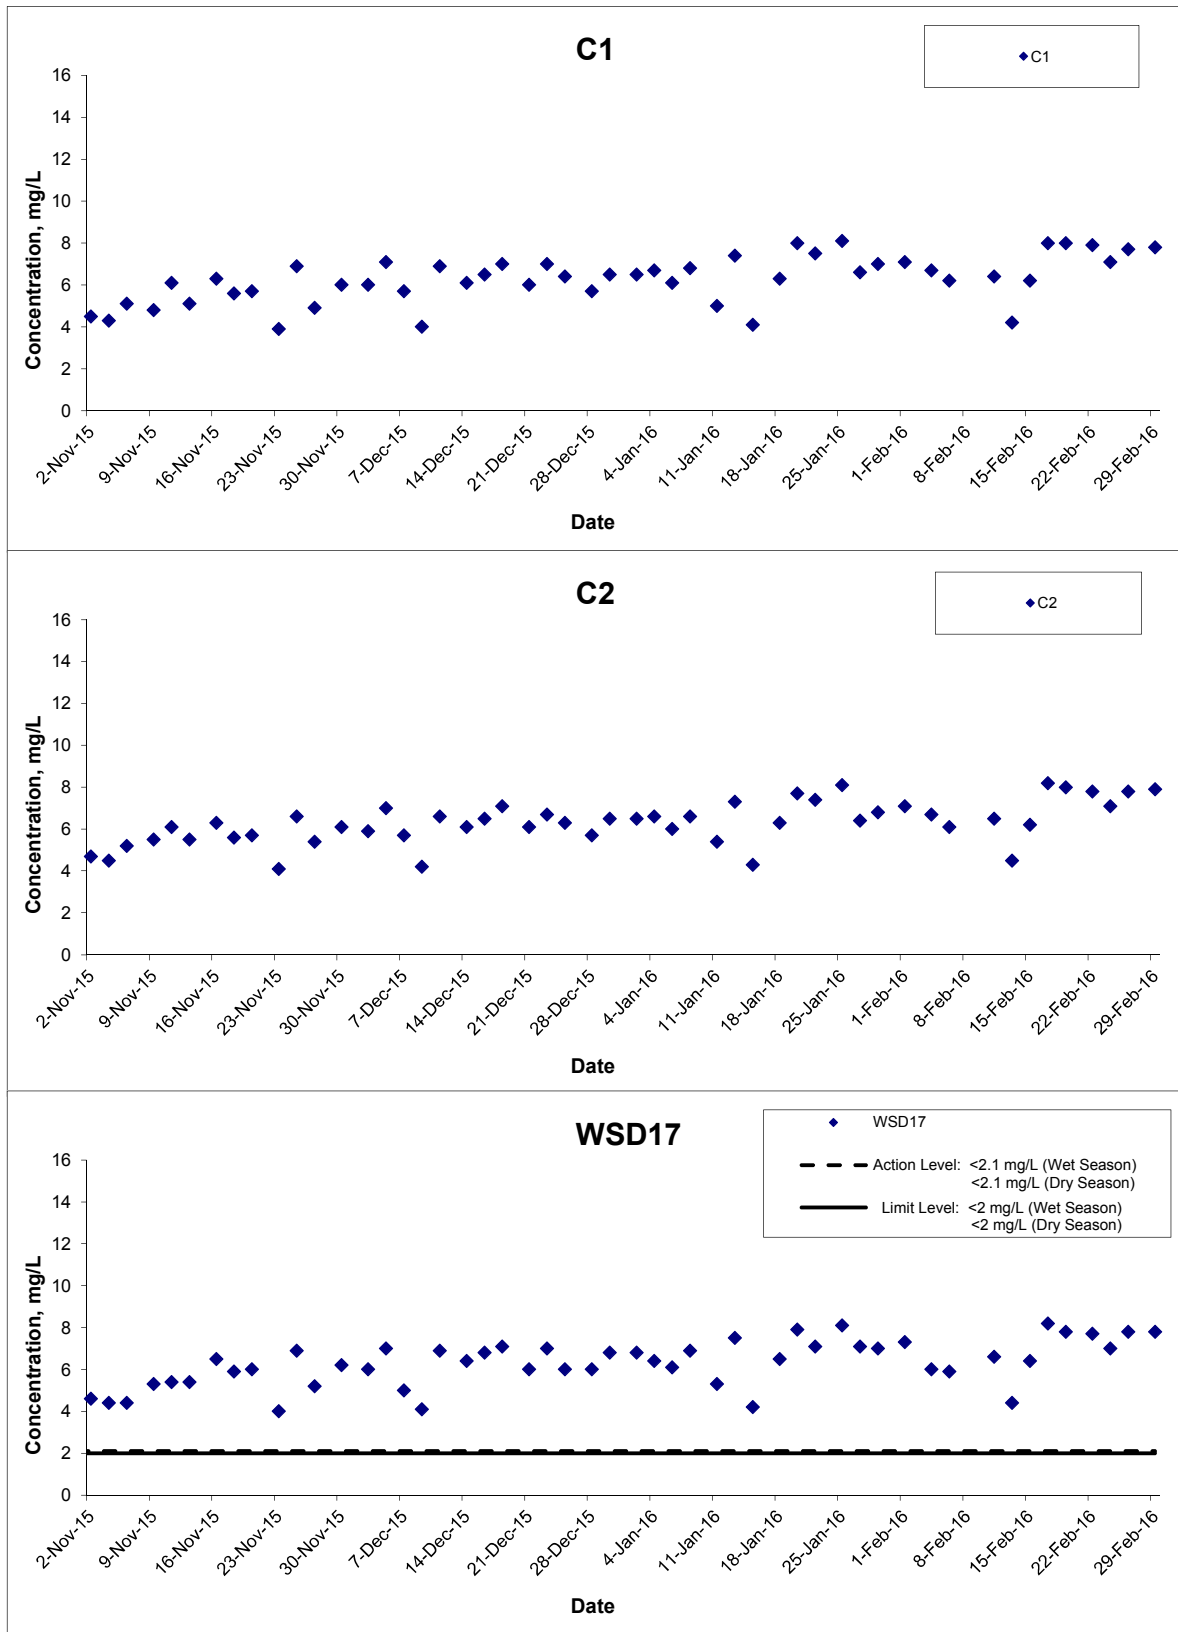 C1
C1
16
14
12
10
8
6
4
2
0
Concentration, mg/L
2-Nov-15
9-Nov-15
16-Nov-15
23-Nov-15
30-Nov-15
7-Dec-15
14-Dec-15
21-Dec-15
28-Dec-15
4-Jan-16
11-Jan-16
18-Jan-16
25-Jan-16
1-Feb-16
8-Feb-16
15-Feb-16
22-Feb-16
29-Feb-16
Date
C2
C2
16
14
12
10
8
6
4
2
0
Concentration, mg/L
2-Nov-15
9-Nov-15
16-Nov-15
23-Nov-15
30-Nov-15
7-Dec-15
14-Dec-15
21-Dec-15
28-Dec-15
4-Jan-16
11-Jan-16
18-Jan-16
25-Jan-16
1-Feb-16
8-Feb-16
15-Feb-16
22-Feb-16
29-Feb-16
Date
WSD17
WSD17
Action Level: <2.1 mg/L (Wet Season)
<2.1 mg/L (Dry Season)
Limit Level: <2 mg/L (Wet Season)
<2 mg/L (Dry Season)
16
14
12
10
8
6
4
2
0
Concentration, mg/L
2-Nov-15
9-Nov-15
16-Nov-15
23-Nov-15
30-Nov-15
7-Dec-15
14-Dec-15
21-Dec-15
28-Dec-15
4-Jan-16
11-Jan-16
18-Jan-16
25-Jan-16
1-Feb-16
8-Feb-16
15-Feb-16
22-Feb-16
29-Feb-16
Date